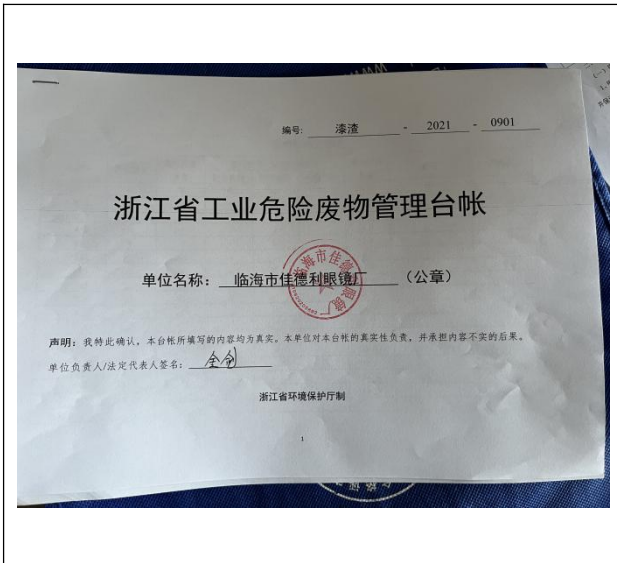 编号: 漆渣 - 2021 - 0901
浙江省工业危险废物管理台帐
单位名称: 临海市佳德利眼镜厂 (公章)
声明: 我特此确认, 本台帐所填写的内容均为真实。本单位对本台帐的真实性负责, 并承担内容不实的后果。
单位负责人/法定代表人签名:
浙江省环境保护厅制
1